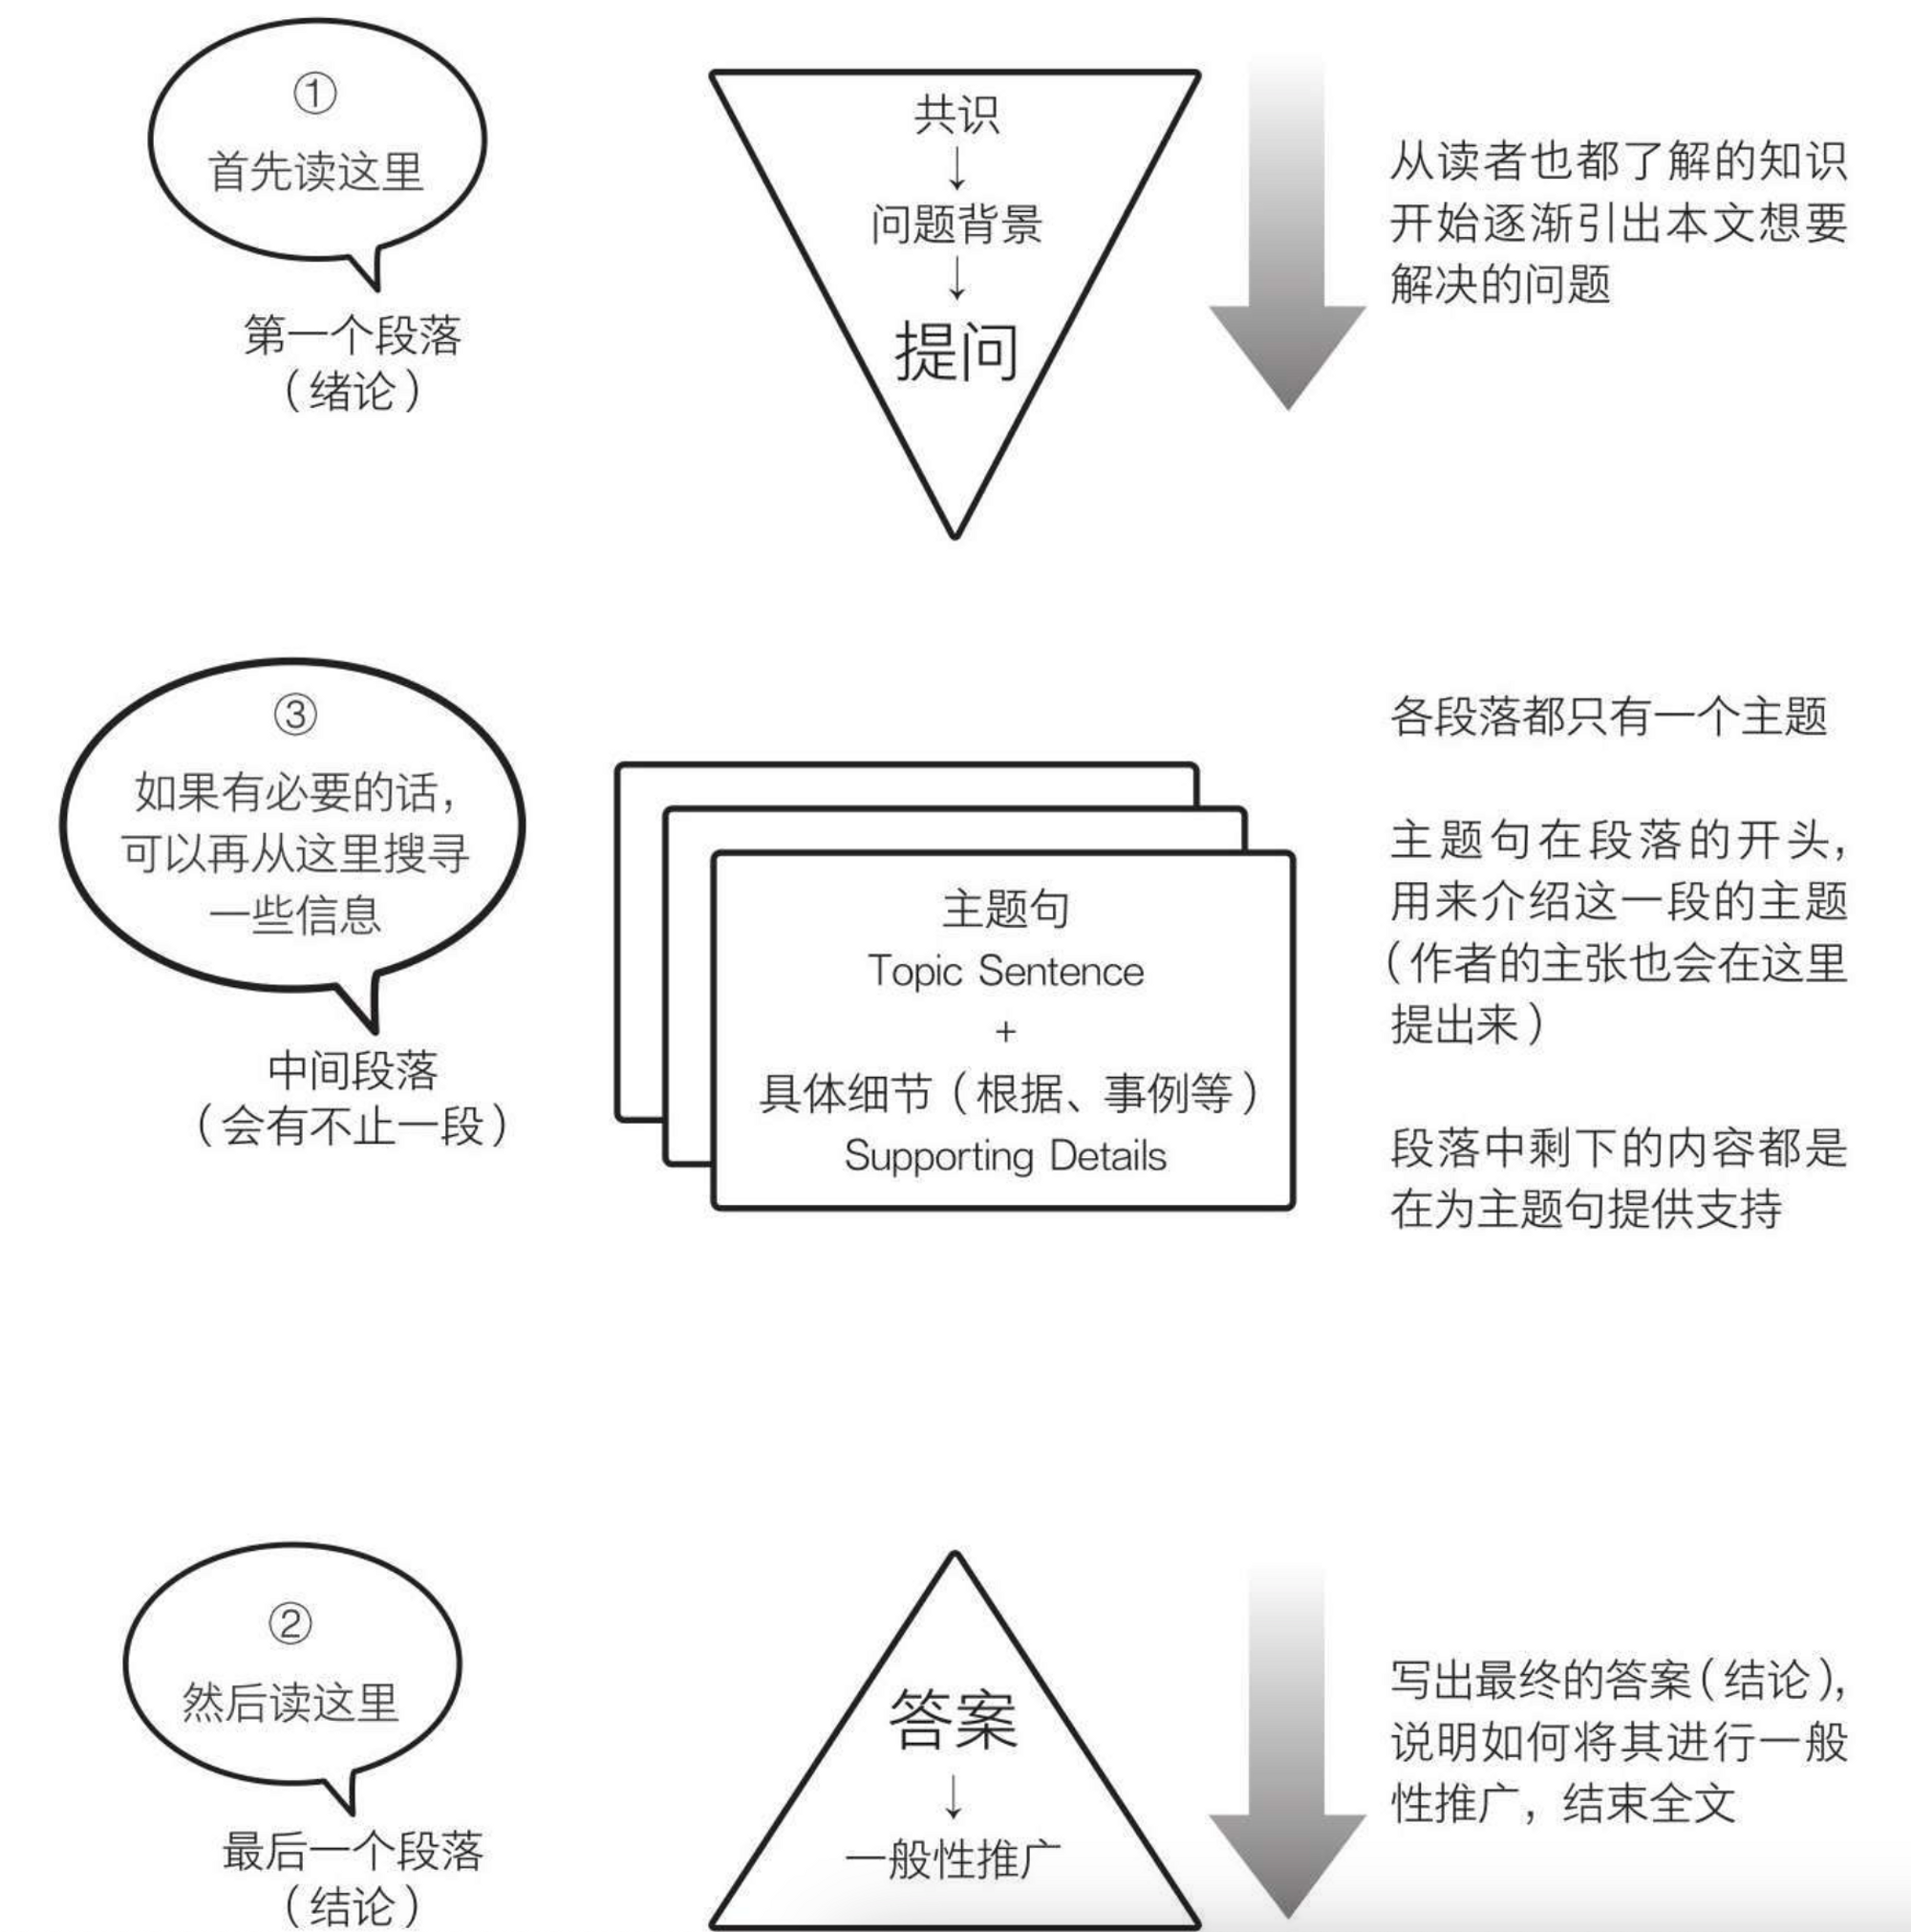 ①
首先读这里
第一个段落
（绪论）
共识
↓
问题背景
↓
提问
从读者也都了解的知识
开始逐渐引出本文想要
解决的问题
③
如果有必要的话，
可以再从这里搜寻
一些信息
中间段落
（会有不止一段）
主题句
Topic Sentence
+
具体细节（根据、事例等）
Supporting Details
各段落都只有一个主题
主题句在段落的开头，
用来介绍这一段的主题
（作者的主张也会在这里
提出来）
段落中剩下的内容都是
在为主题句提供支持
②
然后读这里
最后一个段落
（结论）
答案
↓
一般性推广
写出最终的答案（结论），
说明如何将其进行一般
性推广，结束全文